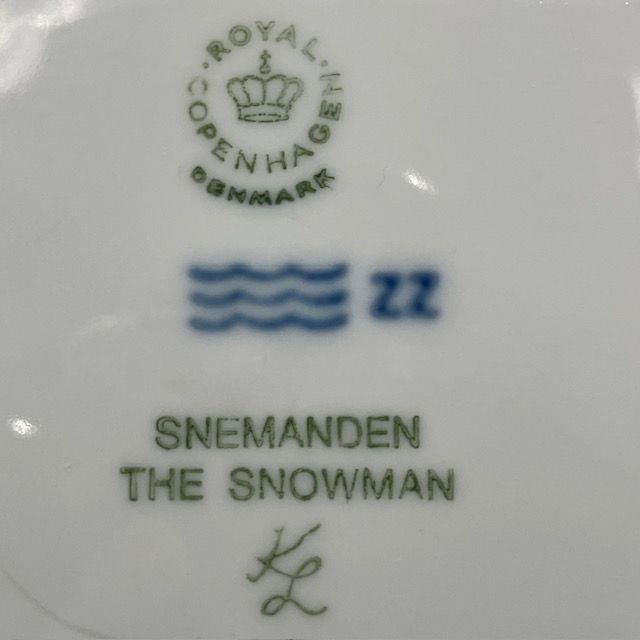 ROYAL
COPENHAGEN
DENMARK
ZZ
SNEMANDEN
THE SNOWMAN
KL